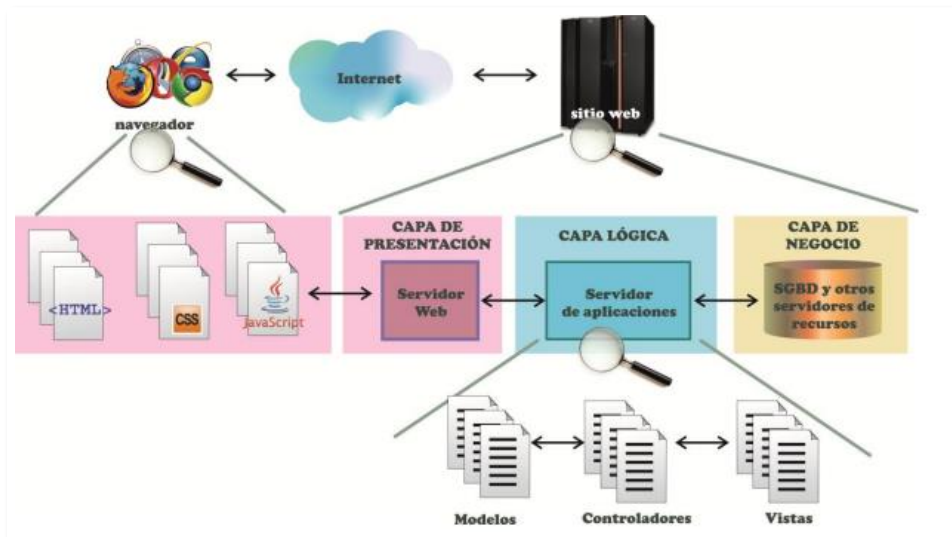 Internet
sitio web
navegador
CAPA DE
PRESENTACIÓN
CAPA LÓGICA
CAPA DE
NEGOCIO
<HTML>
CSS
JavaScript
Servidor
Web
Servidor
de aplicaciones
SGBD y otros
servidores de
recursos
Modelos
Controladores
Vistas